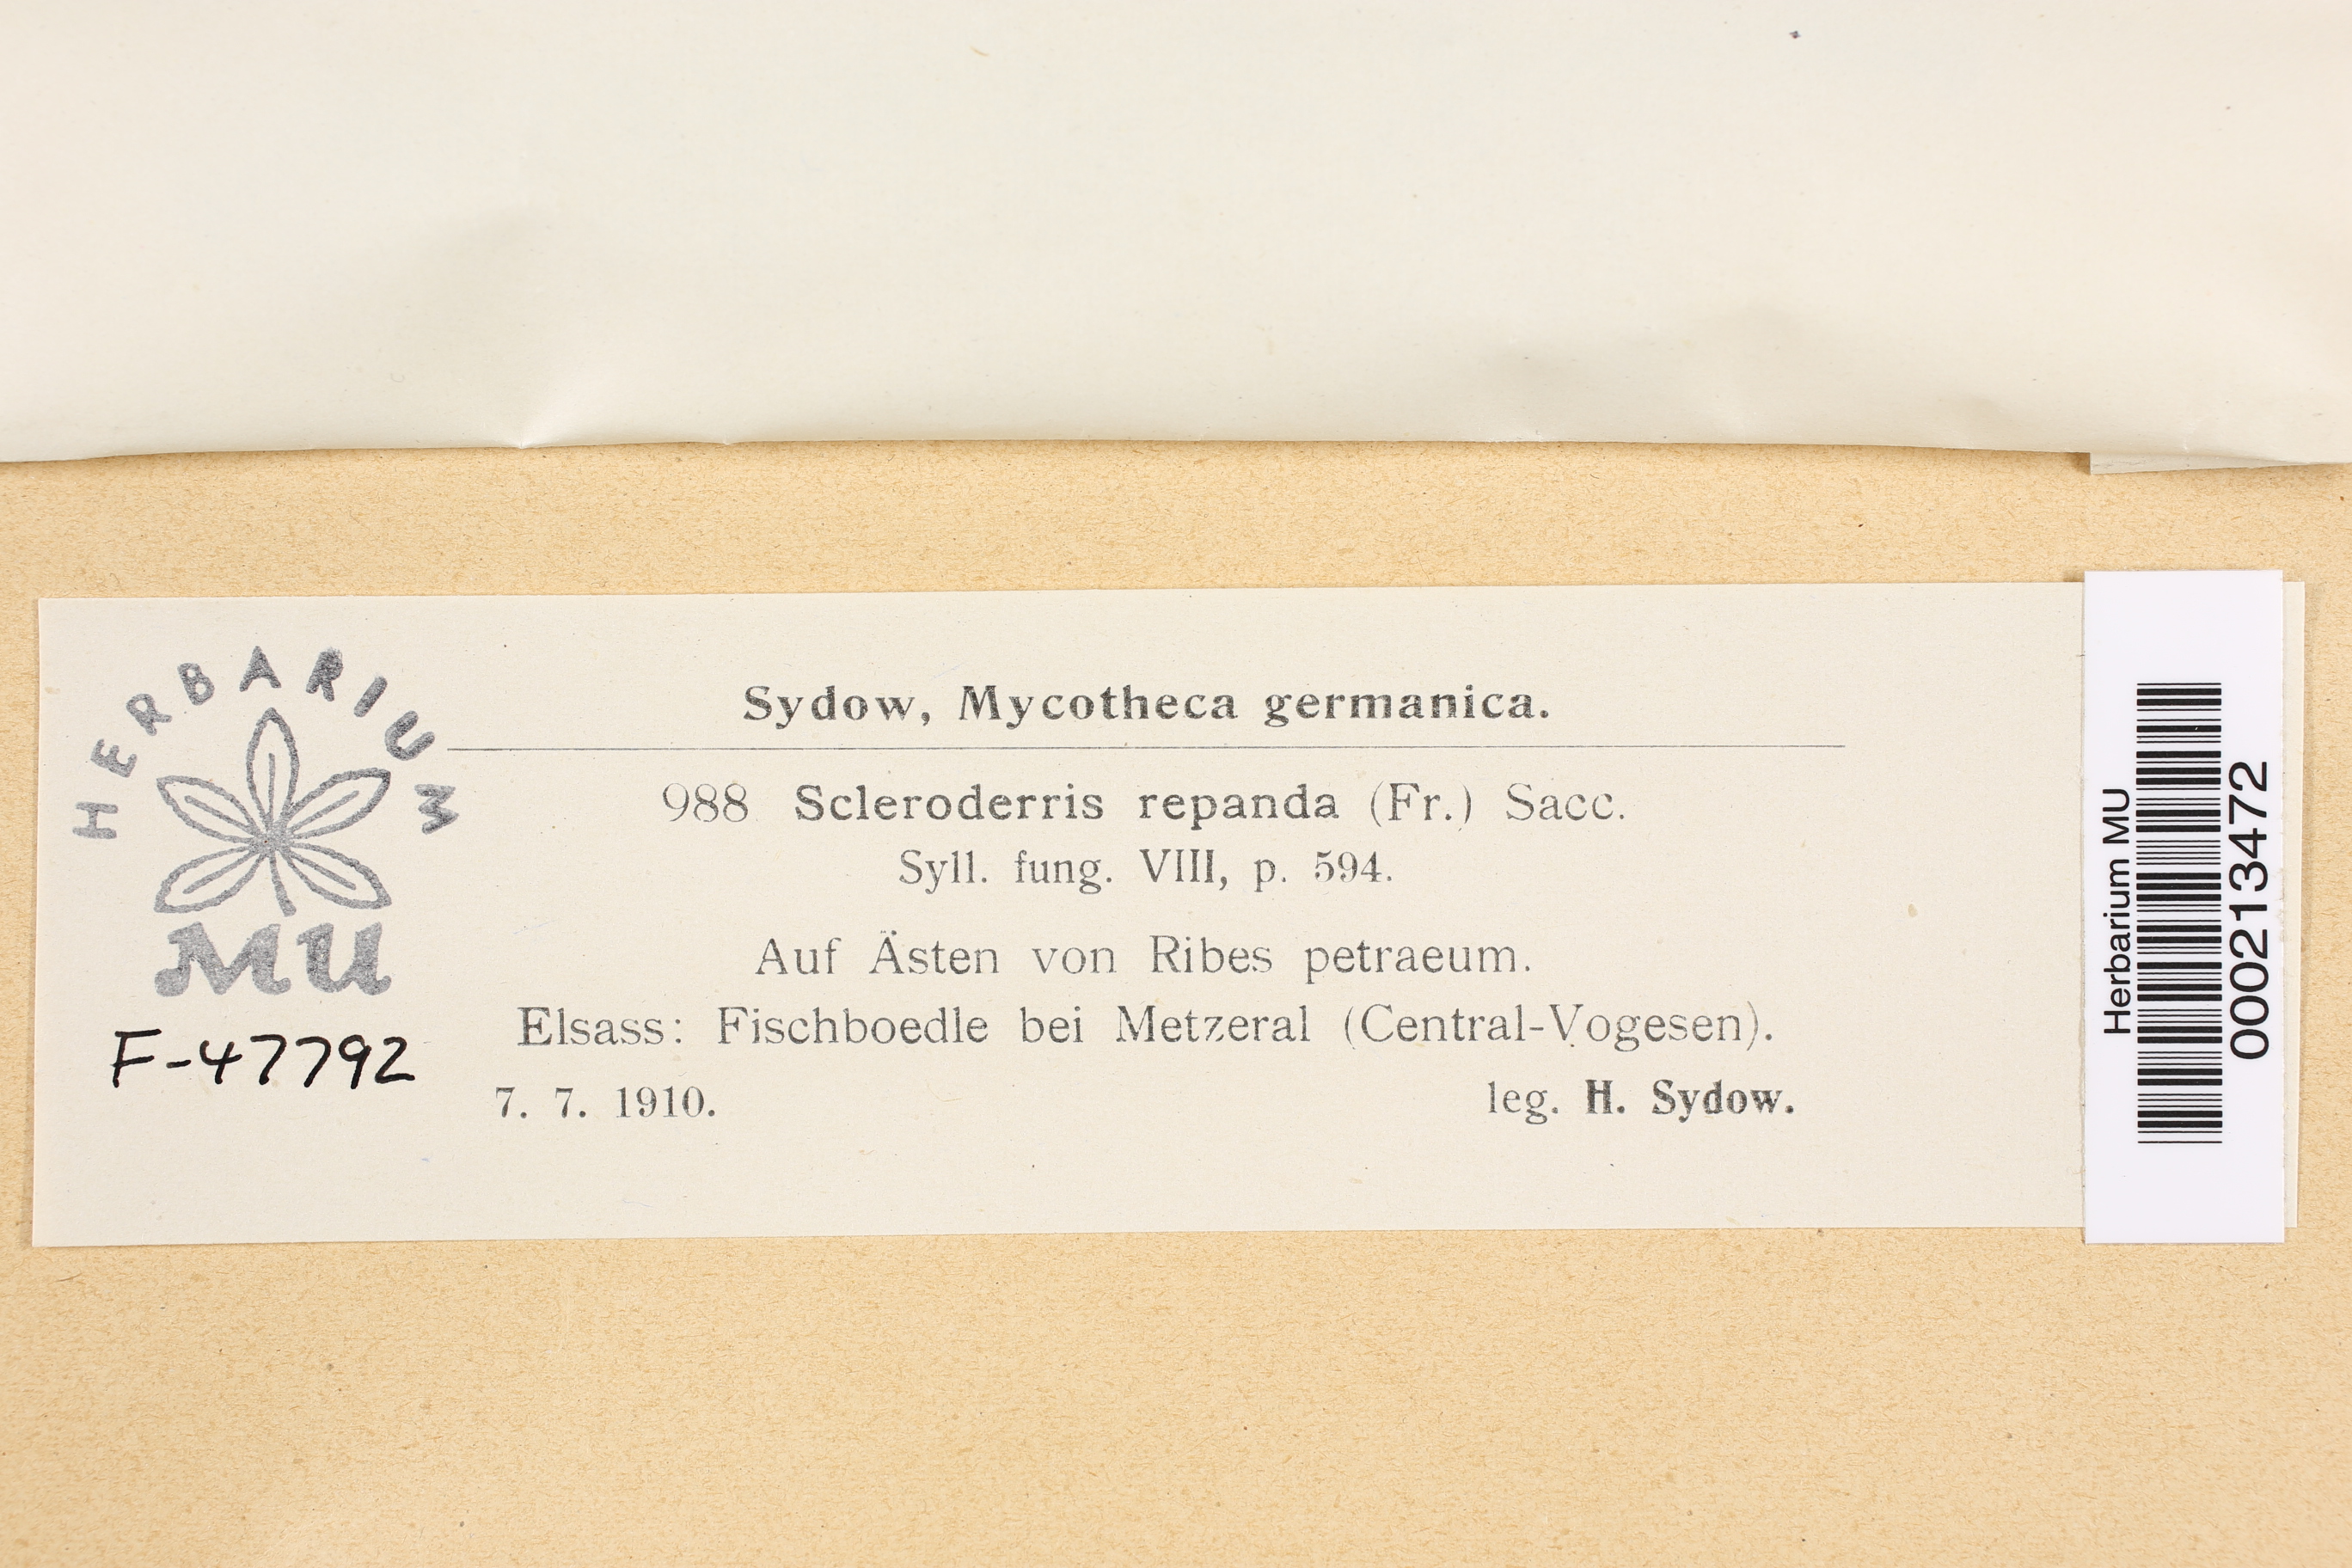 HERBARIUM
MU
F-47792
Sydow, Mycotheca germanica.
988 Scleroderris repanda (Fr.) Sacc.
Syll. fung. VIII, p. 594.
Auf Ästen von Ribes petraeum.
Elsass: Fischboedle bei Metzeral (Central-Vogesen).
7. 7. 1910. leg. H. Sydow.
Herbarium MU
000213472